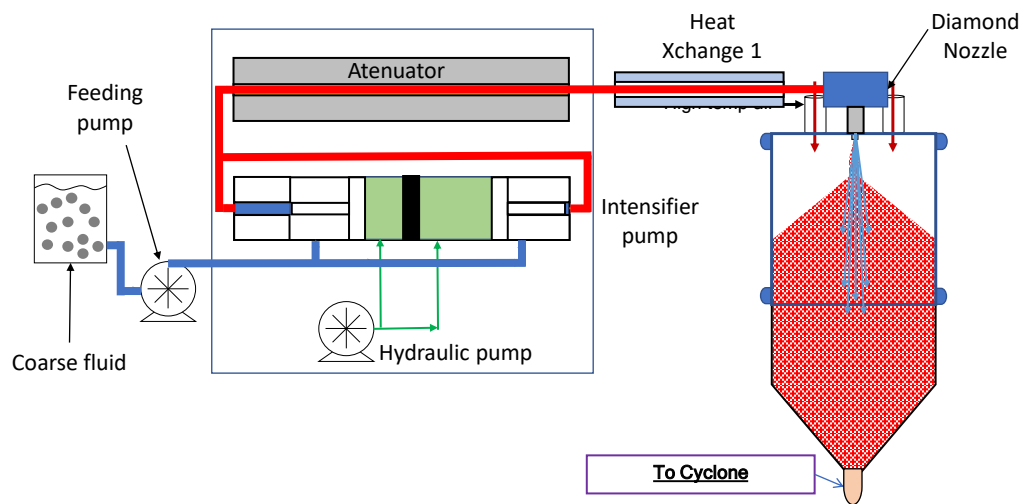 Heat
Xchange 1
Diamond
Nozzle
Atenuator
Feeding
pump
Intensifier
pump
Hydraulic pump
Coarse fluid
To Cyclone